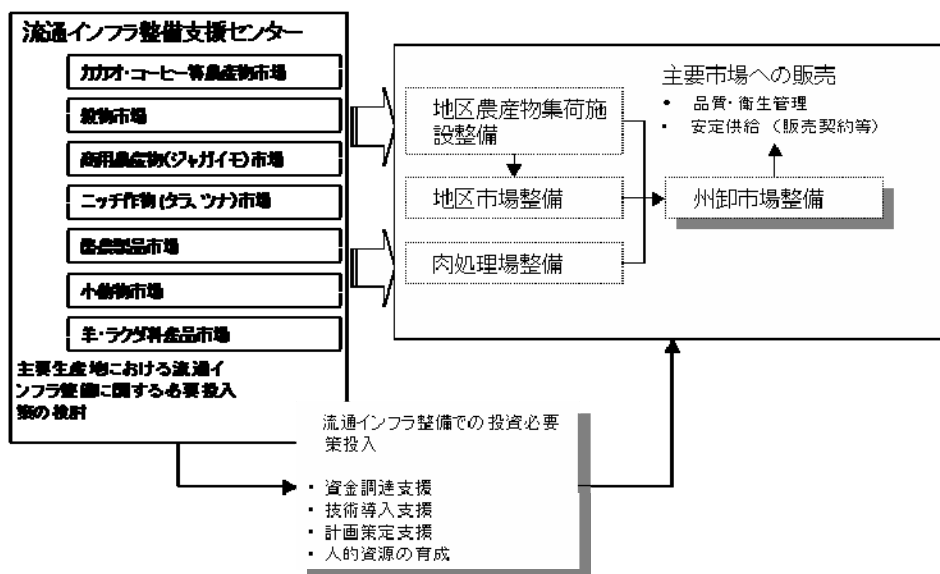 流通インフラ整備支援センター
カカオ・コーヒー等農産物市場
穀物市場
商用農産物(ジャガイモ)市場
ニッチ作物(タラ、ツナ)市場
酪農製品市場
小動物市場
羊・ラクダ科産品市場
主要生産地における流通イ
ンフラ整備に関する必要投入
策の検討
地区農産物集荷施
設整備
地区市場整備
肉処理場整備
主要市場への販売
• 品質・衛生管理
• 安定供給（販売契約等）
州卸市場整備
流通インフラ整備での投資必要
策投入
・ 資金調達支援
・ 技術導入支援
・ 計画策定支援
・ 人的資源の育成